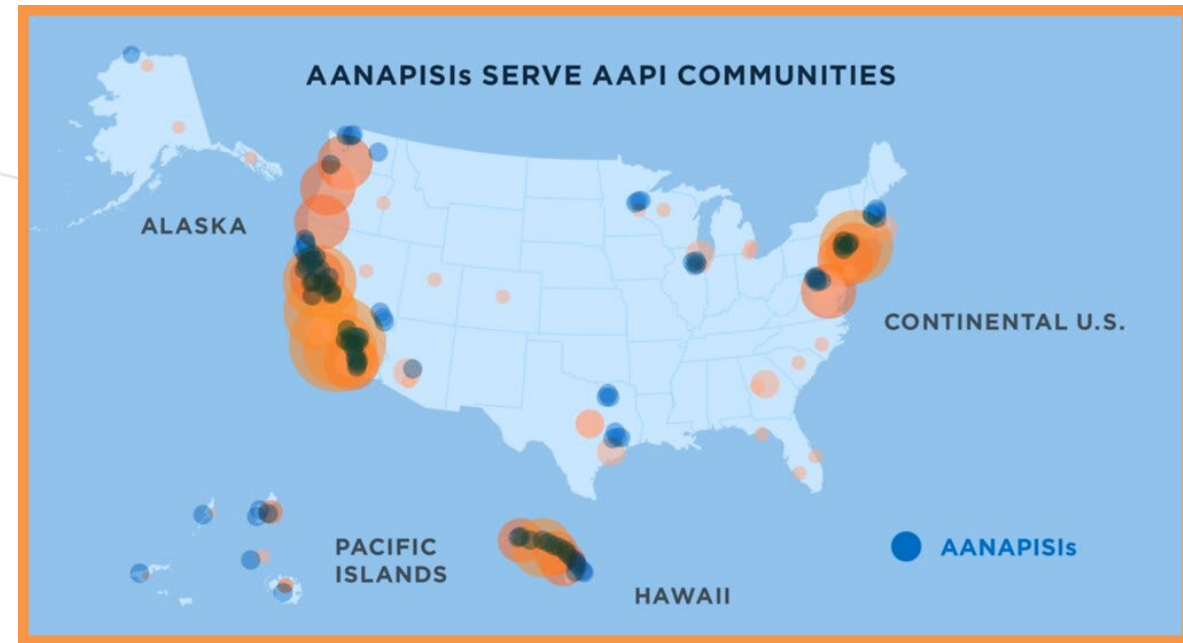 AANAPISIs SERVE AAPI COMMUNITIES
ALASKA
CONTINENTAL U.S.
PACIFIC
ISLANDS
HAWAII
AANAPISIs